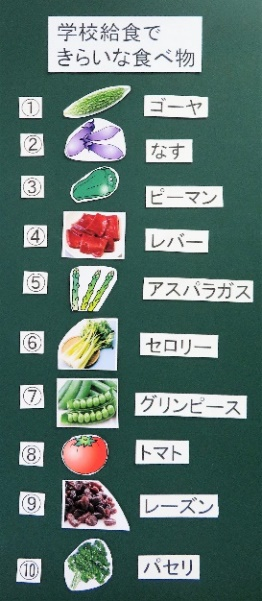 学校給食で
きらいな食べ物
① ゴーヤ
② なす
③ ピーマン
④ レバー
⑤ アスパラガス
⑥ セロリー
⑦ グリンピース
⑧ トマト
⑨ レーズン
⑩ パセリ